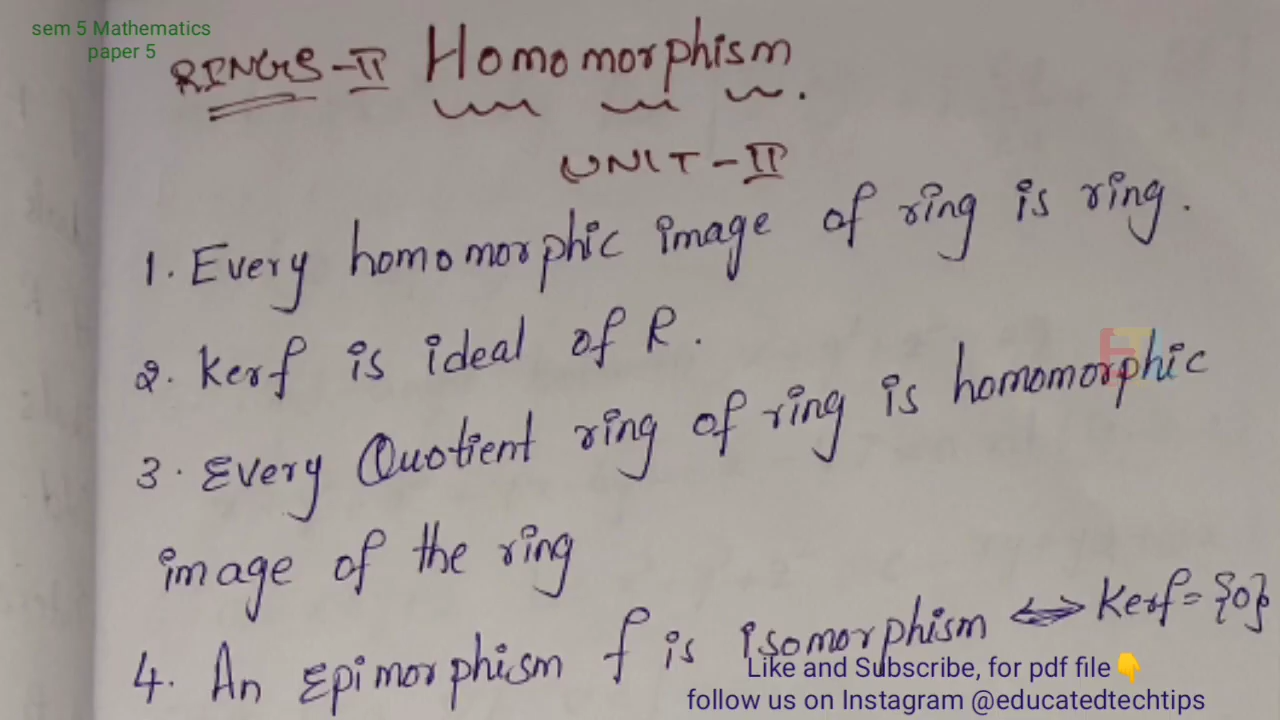 sem 5 Mathematics
paper 5
RINGS-II Homomorphism
UNIT-II
1. Every homomorphic image of ring is ring.
2. Kerf is ideal of R.
3. Every Quotient ring of ring is homomorphic
image of the ring
4. An Epimorphism f is isomorphism ⇔ Kerf={0}
Like and Subscribe, for pdf file👇
follow us on Instagram @educatedtechtips
ET